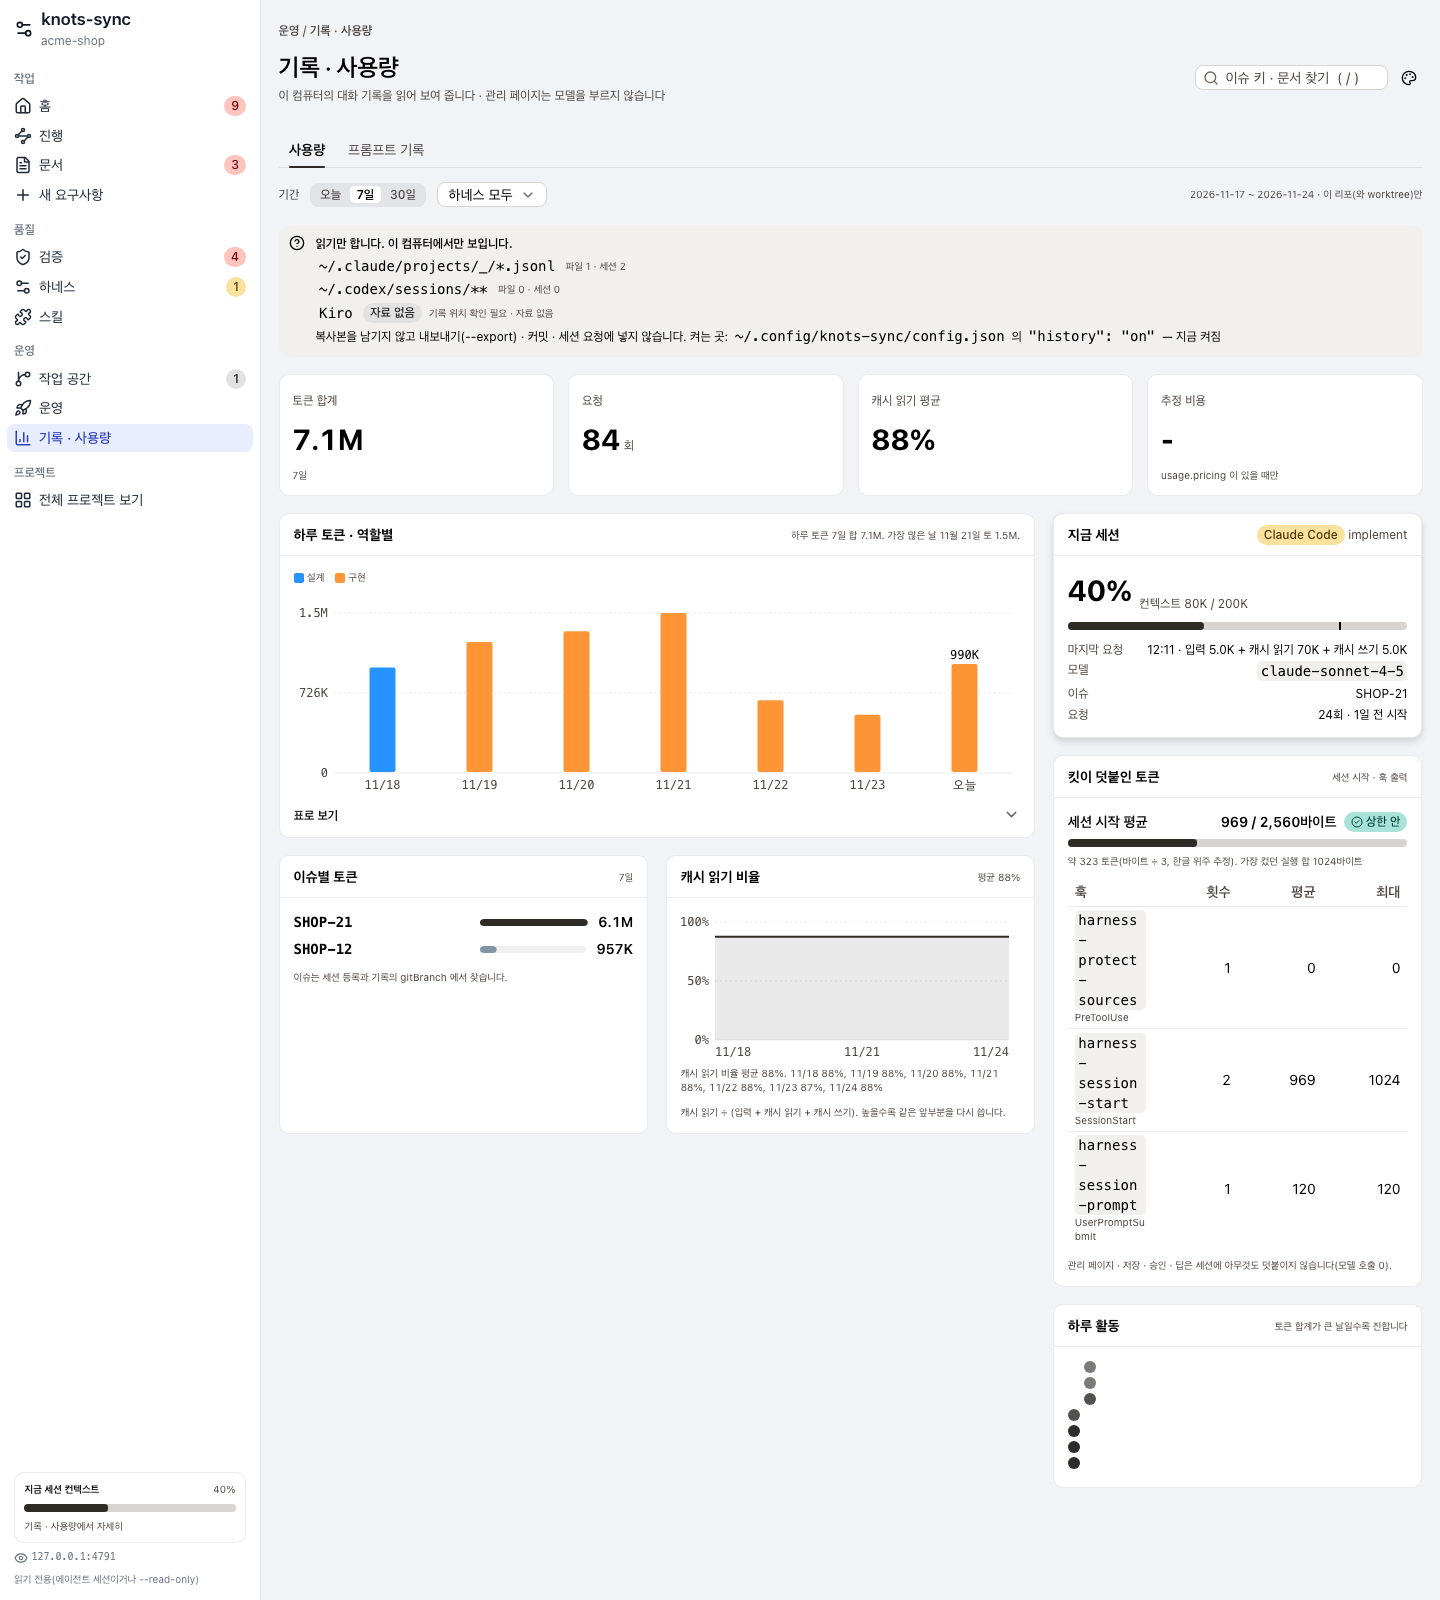 knots-sync
acme-shop
작업
홈 9
진행
문서 3
새 요구사항
품질
검증 4
하네스 1
스킬
운영
작업 공간 1
운영
기록 · 사용량
프로젝트
전체 프로젝트 보기
지금 세션 컨텍스트 40%
기록 · 사용량에서 자세히
127.0.0.1:4791
읽기 전용(에이전트 세션이거나 --read-only)
운영 / 기록 · 사용량
기록 · 사용량
이 컴퓨터의 대화 기록을 읽어 보여 줍니다 · 관리 페이지는 모델을 부르지 않습니다
이슈 키 · 문서 찾기 ( / )
사용량 프롬프트 기록
기간 오늘 7일 30일 하네스 모두
2026-11-17 ~ 2026-11-24 · 이 리포(와 worktree)만
읽기만 합니다. 이 컴퓨터에서만 보입니다.
~/.claude/projects/_/*.jsonl 파일 1 · 세션 2
~/.codex/sessions/** 파일 0 · 세션 0
Kiro 자료 없음 기록 위치 확인 필요 · 자료 없음
복사본을 남기지 않고 내보내기(--export) · 커밋 · 세션 요청에 넣지 않습니다. 켜는 곳: ~/.config/knots-sync/config.json 의 "history": "on" — 지금 켜짐
토큰 합계
7.1M
7일
요청
84 회
캐시 읽기 평균
88%
추정 비용
-
usage.pricing 이 있을 때만
하루 토큰 · 역할별
하루 토큰 7일 합 7.1M. 가장 많은 날 11월 21일 토 1.5M.
설계 구현
1.5M
726K
0
990K
11/18 11/19 11/20 11/21 11/22 11/23 오늘
표로 보기
이슈별 토큰 7일
SHOP-21 6.1M
SHOP-12 957K
이슈는 세션 등록과 기록의 gitBranch 에서 찾습니다.
캐시 읽기 비율 평균 88%
100%
50%
0%
11/18 11/21 11/24
캐시 읽기 비율 평균 88%. 11/18 88%, 11/19 88%, 11/20 88%, 11/21
88%, 11/22 88%, 11/23 87%, 11/24 88%
캐시 읽기 ÷ (입력 + 캐시 읽기 + 캐시 쓰기). 높을수록 같은 앞부분을 다시 씁니다.
지금 세션 Claude Code implement
40% 컨텍스트 80K / 200K
마지막 요청 12:11 · 입력 5.0K + 캐시 읽기 70K + 캐시 쓰기 5.0K
모델 claude-sonnet-4-5
이슈 SHOP-21
요청 24회 · 1일 전 시작
킷이 덧붙인 토큰 세션 시작 · 훅 출력
세션 시작 평균 969 / 2,560바이트 상한 안
약 323 토큰(바이트 ÷ 3, 한글 위주 추정). 가장 컸던 실행 합 1024바이트
훅 횟수 평균 최대
harness
-
protect
-
sources
PreToolUse
1 0 0
harness
-
session
-start
SessionStart
2 969 1024
harness
-
session
-prompt
UserPromptSu
bmit
1 120 120
관리 페이지 · 저장 · 승인 · 답은 세션에 아무것도 덧붙이지 않습니다(모델 호출 0).
하루 활동 토큰 합계가 큰 날일수록 진합니다